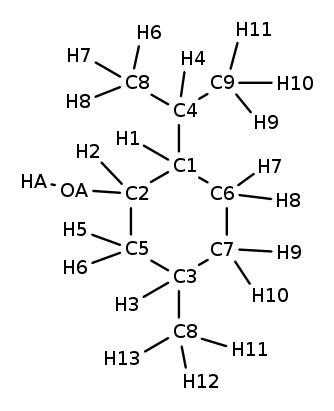 H6 H11
H7 H4
C8 C9 H10
H8 C4 H9
H1
H2 C1 H7
HA OA C2 C6 H8
H5 C5 C7 H9
H6 C3
H3 H10
C8 H11
H13 H12